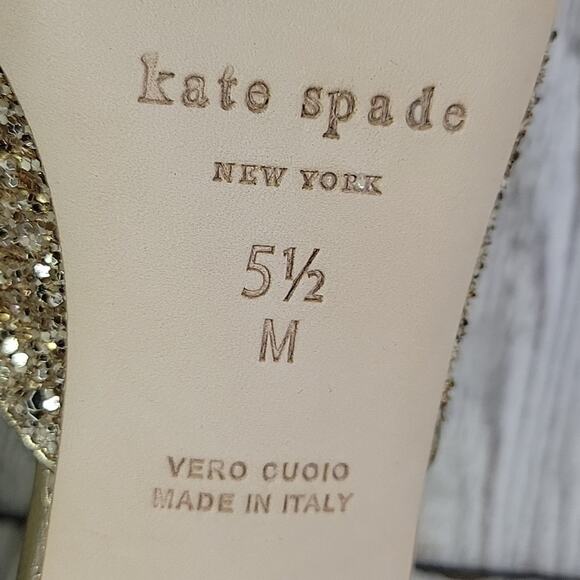 kate spade
NEW YORK
5½
M
VERO CUOIO
MADE IN ITALY